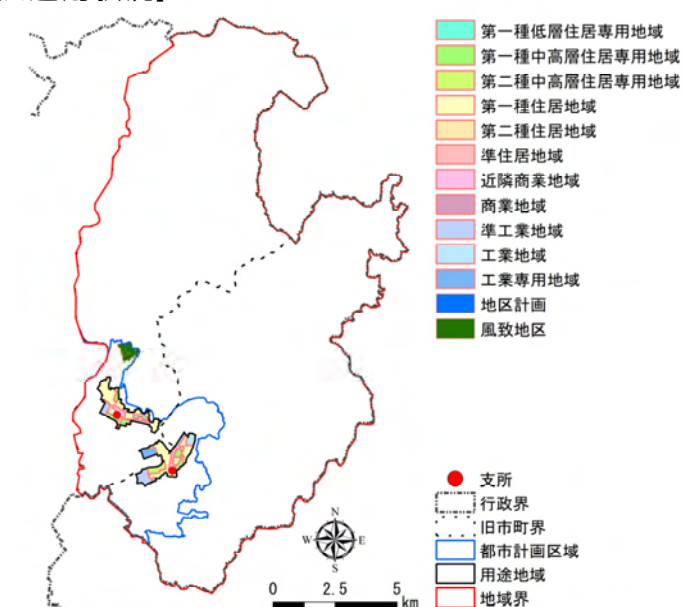 第一種低層住居専用地域
第一種中高層住居専用地域
第二種中高層住居専用地域
第一種住居地域
第二種住居地域
準住居地域
近隣商業地域
商業地域
準工業地域
工業地域
工業専用地域
地区計画
風致地区
支所
行政界
旧市町界
都市計画区域
用途地域
地域界
N
W E
S
0 2.5 5
km